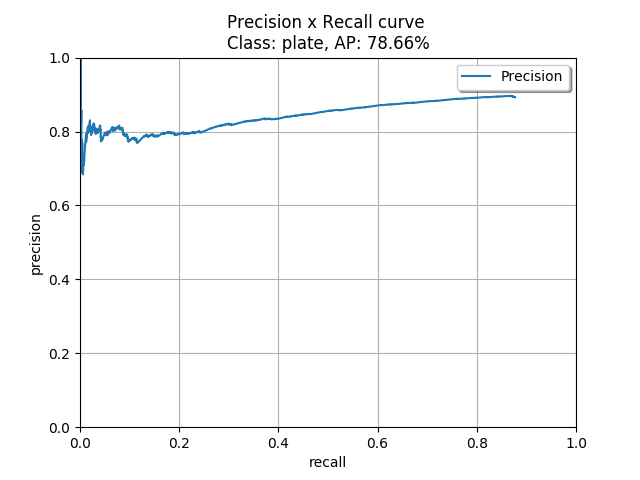 Precision x Recall curve
Class: plate, AP: 78.66%
Precision
precision
1.0
0.8
0.6
0.4
0.2
0.0
0.0 0.2 0.4 0.6 0.8 1.0
recall